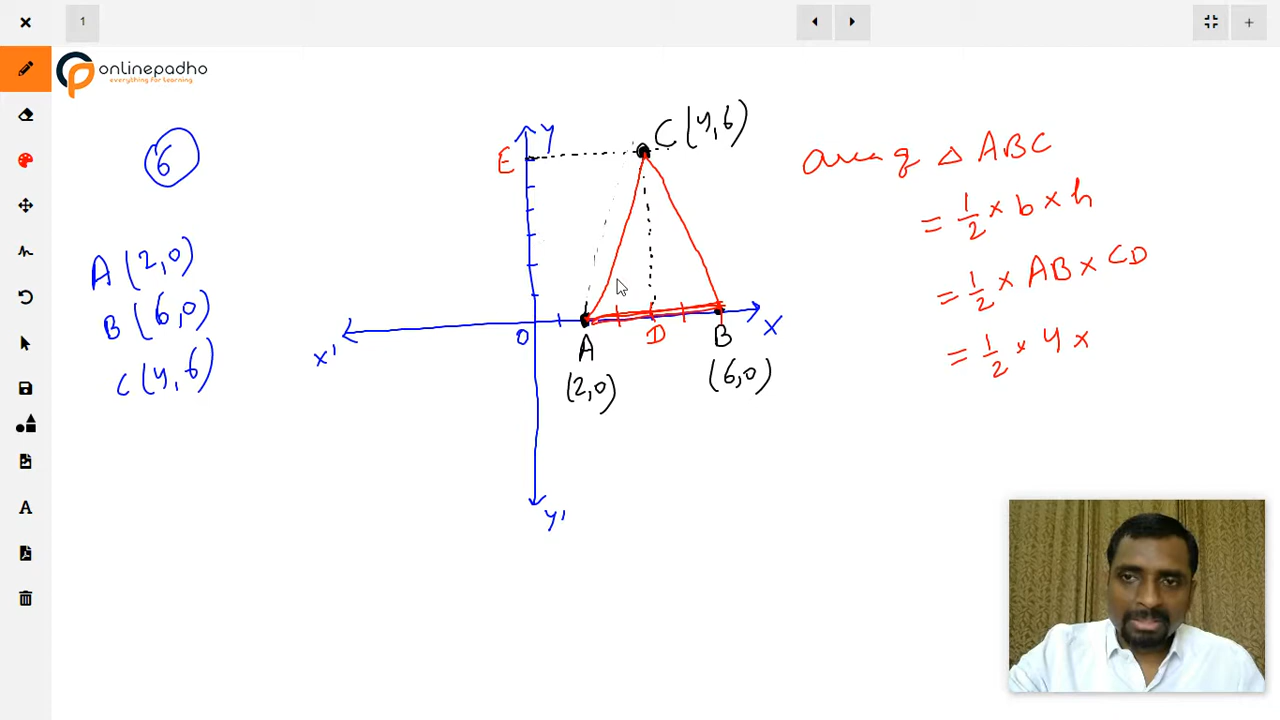 1
onlinepadho
everything for learning
6
A (2,0)
B (6,0)
C (4,6)
y
E
C (4,6)
O
A
D
B
X
X'
(2,0)
(6,0)
y'
area of △ ABC
= 1/2 × b × h
= 1/2 × AB × CD
= 1/2 × 4 ×
A